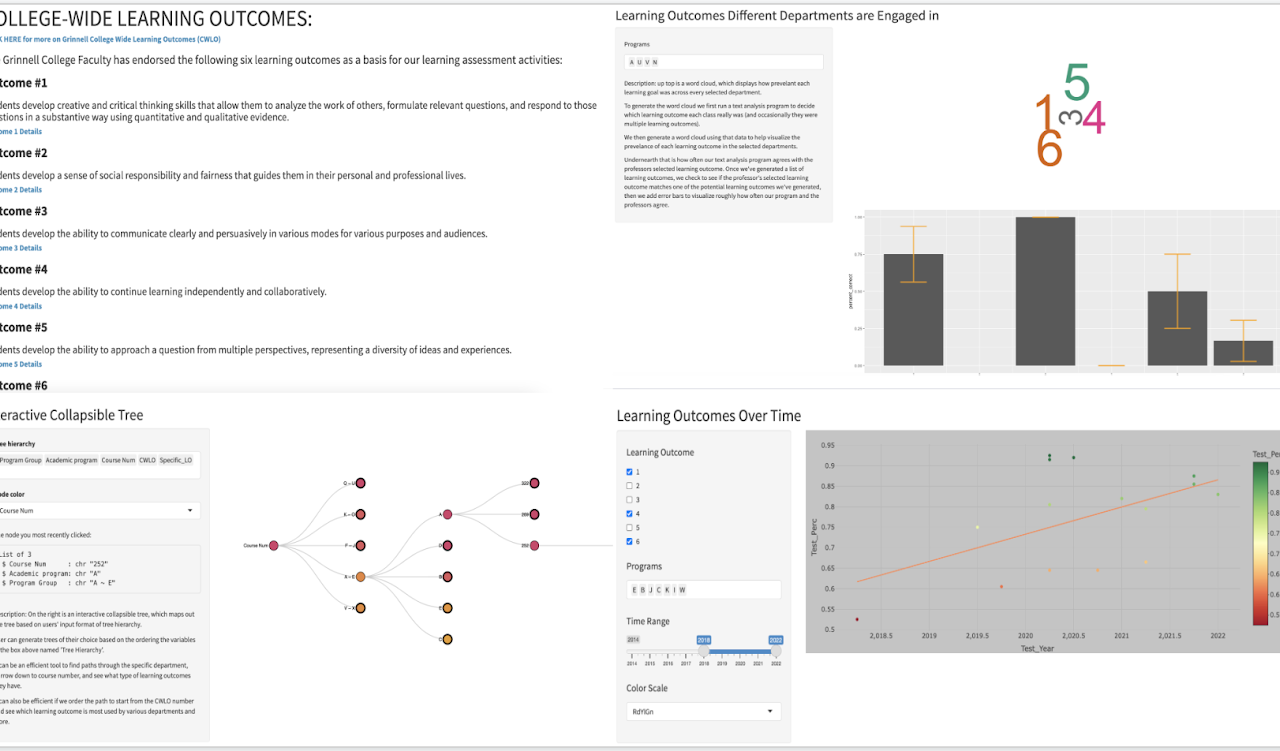 OLLEGE-WIDE LEARNING OUTCOMES:
K HERE for more on Grinnell College Wide Learning Outcomes (CWLO)
Grinnell College Faculty has endorsed the following six learning outcomes as a basis for our learning assessment activities:
tcome #1
dents develop creative and critical thinking skills that allow them to analyze the work of others, formulate relevant questions, and respond to those
stions in a substantive way using quantitative and qualitative evidence.
ome 1 Details
tcome #2
dents develop a sense of social responsibility and fairness that guides them in their personal and professional lives.
ome 2 Details
tcome #3
dents develop the ability to communicate clearly and persuasively in various modes for various purposes and audiences.
ome 3 Details
tcome #4
dents develop the ability to continue learning independently and collaboratively.
ome 4 Details
tcome #5
dents develop the ability to approach a question from multiple perspectives, representing a diversity of ideas and experiences.
ome 5 Details
tcome #6
Learning Outcomes Different Departments are Engaged in
Programs
A U V N
Description: up top is a word cloud, which displays how prevelant each
learning goal was across every selected department.
To generate the word cloud we first run a text analysis program to decide
which learning outcome each class really was (and occasionally they were
multiple learning outcomes).
We then generate a word cloud using that data to help visualize the
prevelance of each learning outcome in the selected departments.
Undernearth that is how often our text analysis program agrees with the
professors selected learning outcome. Once we've generated a list of
learning outcomes, we check to see if the professor's selected learning
outcome matches one of the potential learning outcomes we've generated,
then we add error bars to visualize roughly how often our program and the
professors agree.
5
1 3 4
6
percent_correct
1.00
0.75
0.50
0.25
0.00
eractive Collapsible Tree
ee hierarchy
Program Group Academic program Course Num CWLO Specific_LO
ode color
Course Num
e node you most recently clicked:
List of 3
$ Course Num : chr "252"
$ Academic program: chr "A"
$ Program Group : chr "A ~ E"
scription: On the right is an interactive collapsible tree, which maps out
e tree based on users' input format of tree hierarchy.
er can generate trees of their choice based on the ordering the variables
the box above named 'Tree Hierarchy'.
can be an efficient tool to find paths through the specific department,
rrow down to course number, and see what type of learning outcomes
ey have.
can also be efficient if we order the path to start from the CWLO number
d see which learning outcome is most used by various departments and
ore.
Course Num
A
252
Learning Outcomes Over Time
Learning Outcome
1
2
3
4
5
6
Programs
E B J C K I W
Time Range
2014 2018 2022
2014 2015 2016 2017 2018 2019 2020 2021 2022
Color Scale
RdYlGn
Test_Perc
0.95
0.9
0.85
0.8
0.75
0.7
0.65
0.6
0.55
0.5
2,018.5 2019 2,019.5 2020 2,020.5 2021 2,021.5 2022
Test_Year
Test_Per
0.9
0.8
0.8
0.7
0.7
0.6
0.6
0.5